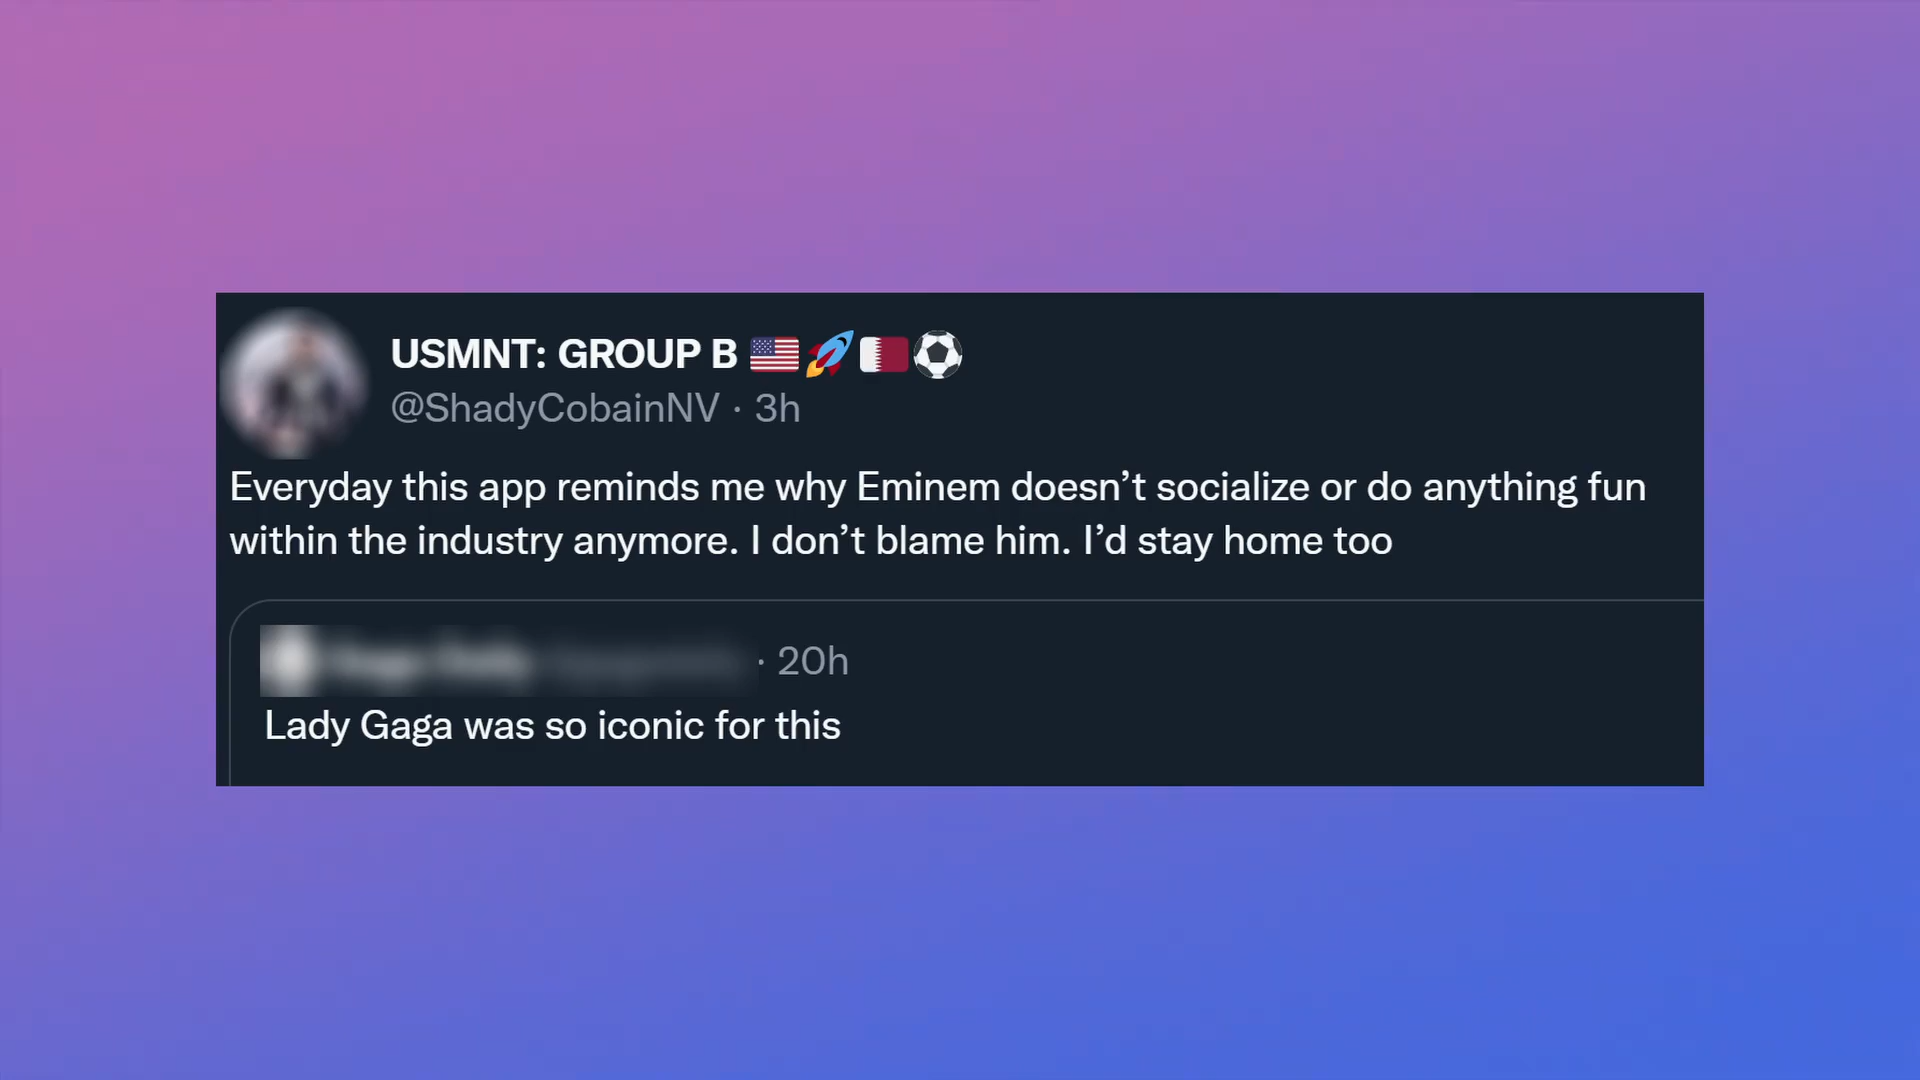 USMNT: GROUP B 🇺🇸🚀🇶🇦⚽
@ShadyCobainNV · 3h
Everyday this app reminds me why Eminem doesn’t socialize or do anything fun
within the industry anymore. I don’t blame him. I’d stay home too
· 20h
Lady Gaga was so iconic for this